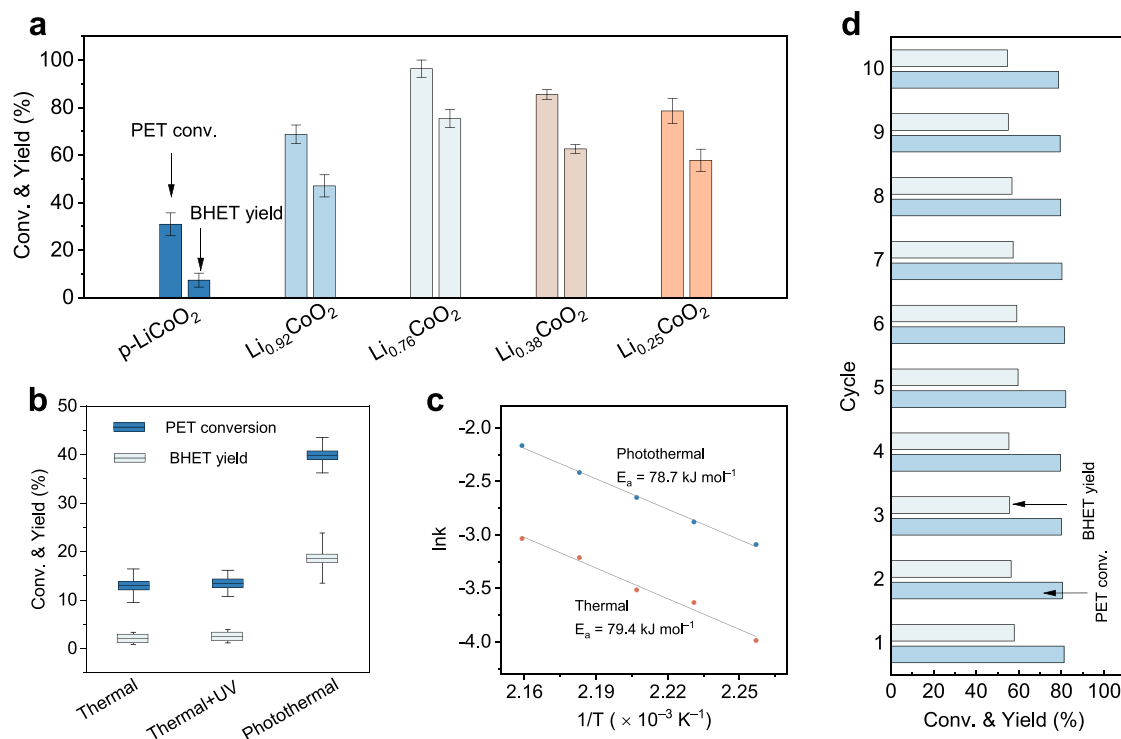 a
Conv. & Yield (%)
100
80
60
40
20
0
PET conv.
BHET yield
p-LiCoO₂
Li₀.₉₂CoO₂
Li₀.₇₆CoO₂
Li₀.₃₈CoO₂
Li₀.₂₅CoO₂
b
Conv. & Yield (%)
50
40
30
20
10
0
PET conversion
BHET yield
Thermal
Thermal+UV
Photothermal
c
lnk
-2.0
-2.5
-3.0
-3.5
-4.0
Photothermal
Eₐ = 78.7 kJ mol⁻¹
Thermal
Eₐ = 79.4 kJ mol⁻¹
2.16 2.19 2.22 2.25
1/T ( × 10⁻³ K⁻¹)
d
Cycle
10
9
8
7
6
5
4
3
2
1
BHET yield
PET conv.
0 20 40 60 80 100
Conv. & Yield (%)